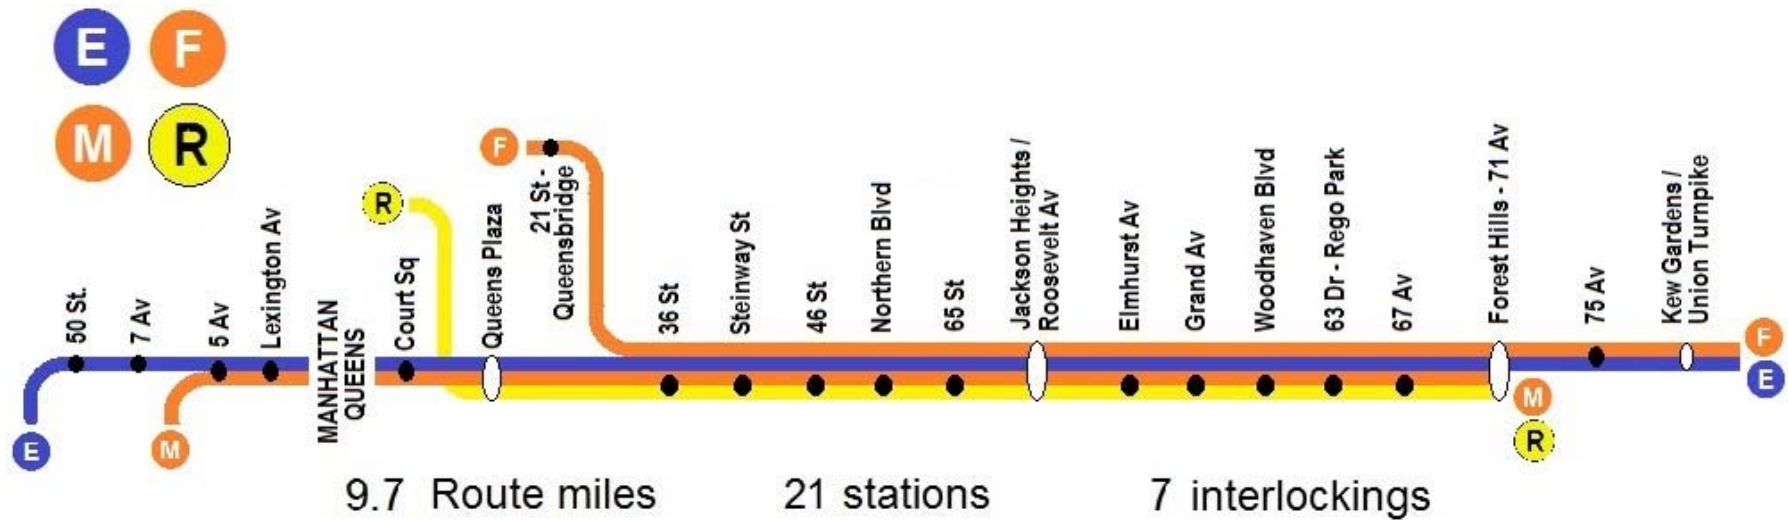 E F
M R
F
21 St -
Queensbridge
R
50 St.
7 Av
5 Av
Lexington Av
MANHATTAN
QUEENS
Court Sq
Queens Plaza
36 St
Steinway St
46 St
Northern Blvd
65 St
Jackson Heights /
Roosevelt Av
Elmhurst Av
Grand Av
Woodhaven Blvd
63 Dr - Rego Park
67 Av
Forest Hills - 71 Av
75 Av
Kew Gardens /
Union Turnpike
F
E
M
R
E
M
9.7 Route miles 21 stations 7 interlockings